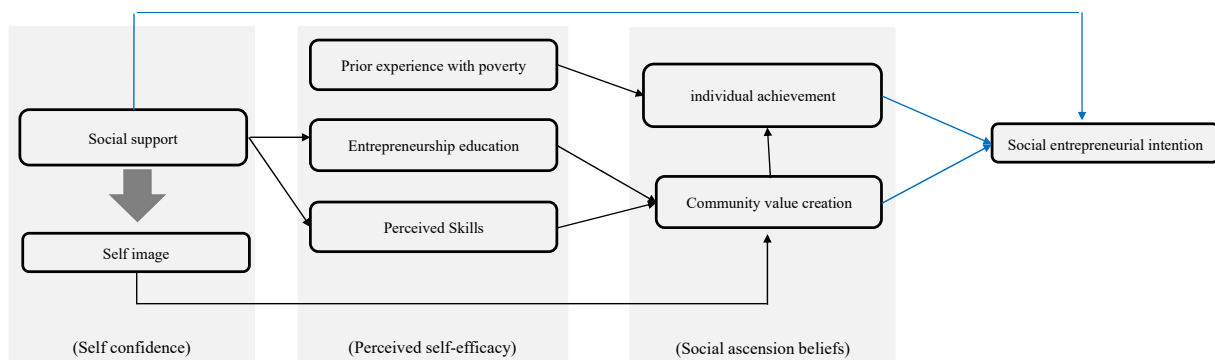 Social support
Self image
(Self confidence)
Prior experience with poverty
Entrepreneurship education
Perceived Skills
(Perceived self-efficacy)
individual achievement
Community value creation
(Social ascension beliefs)
Social entrepreneurial intention